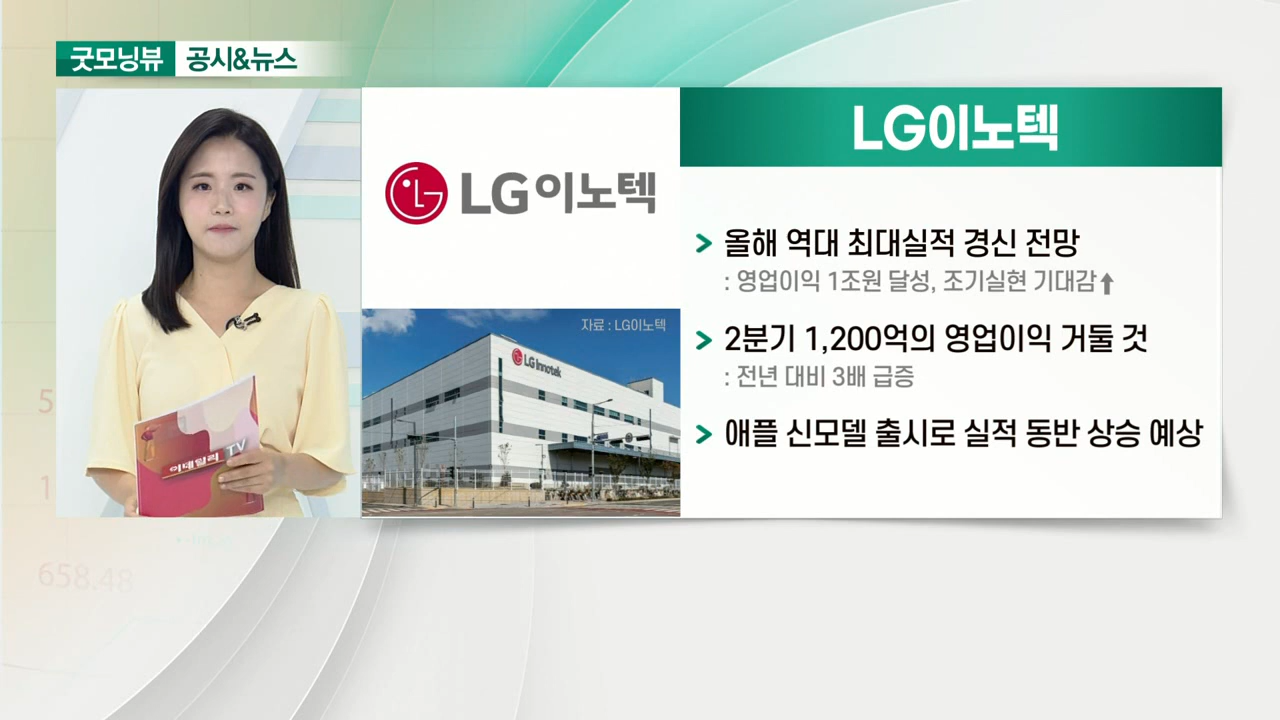 굿모닝뷰 공시&뉴스
LG이노텍
LG이노텍
자료 : LG이노텍
LG Innotek
이데일리 TV
> 올해 역대 최대실적 경신 전망
: 영업이익 1조원 달성, 조기실현 기대감⬆
> 2분기 1,200억의 영업이익 거둘 것
: 전년 대비 3배 급증
> 애플 신모델 출시로 실적 동반 상승 예상
5
1
658.48